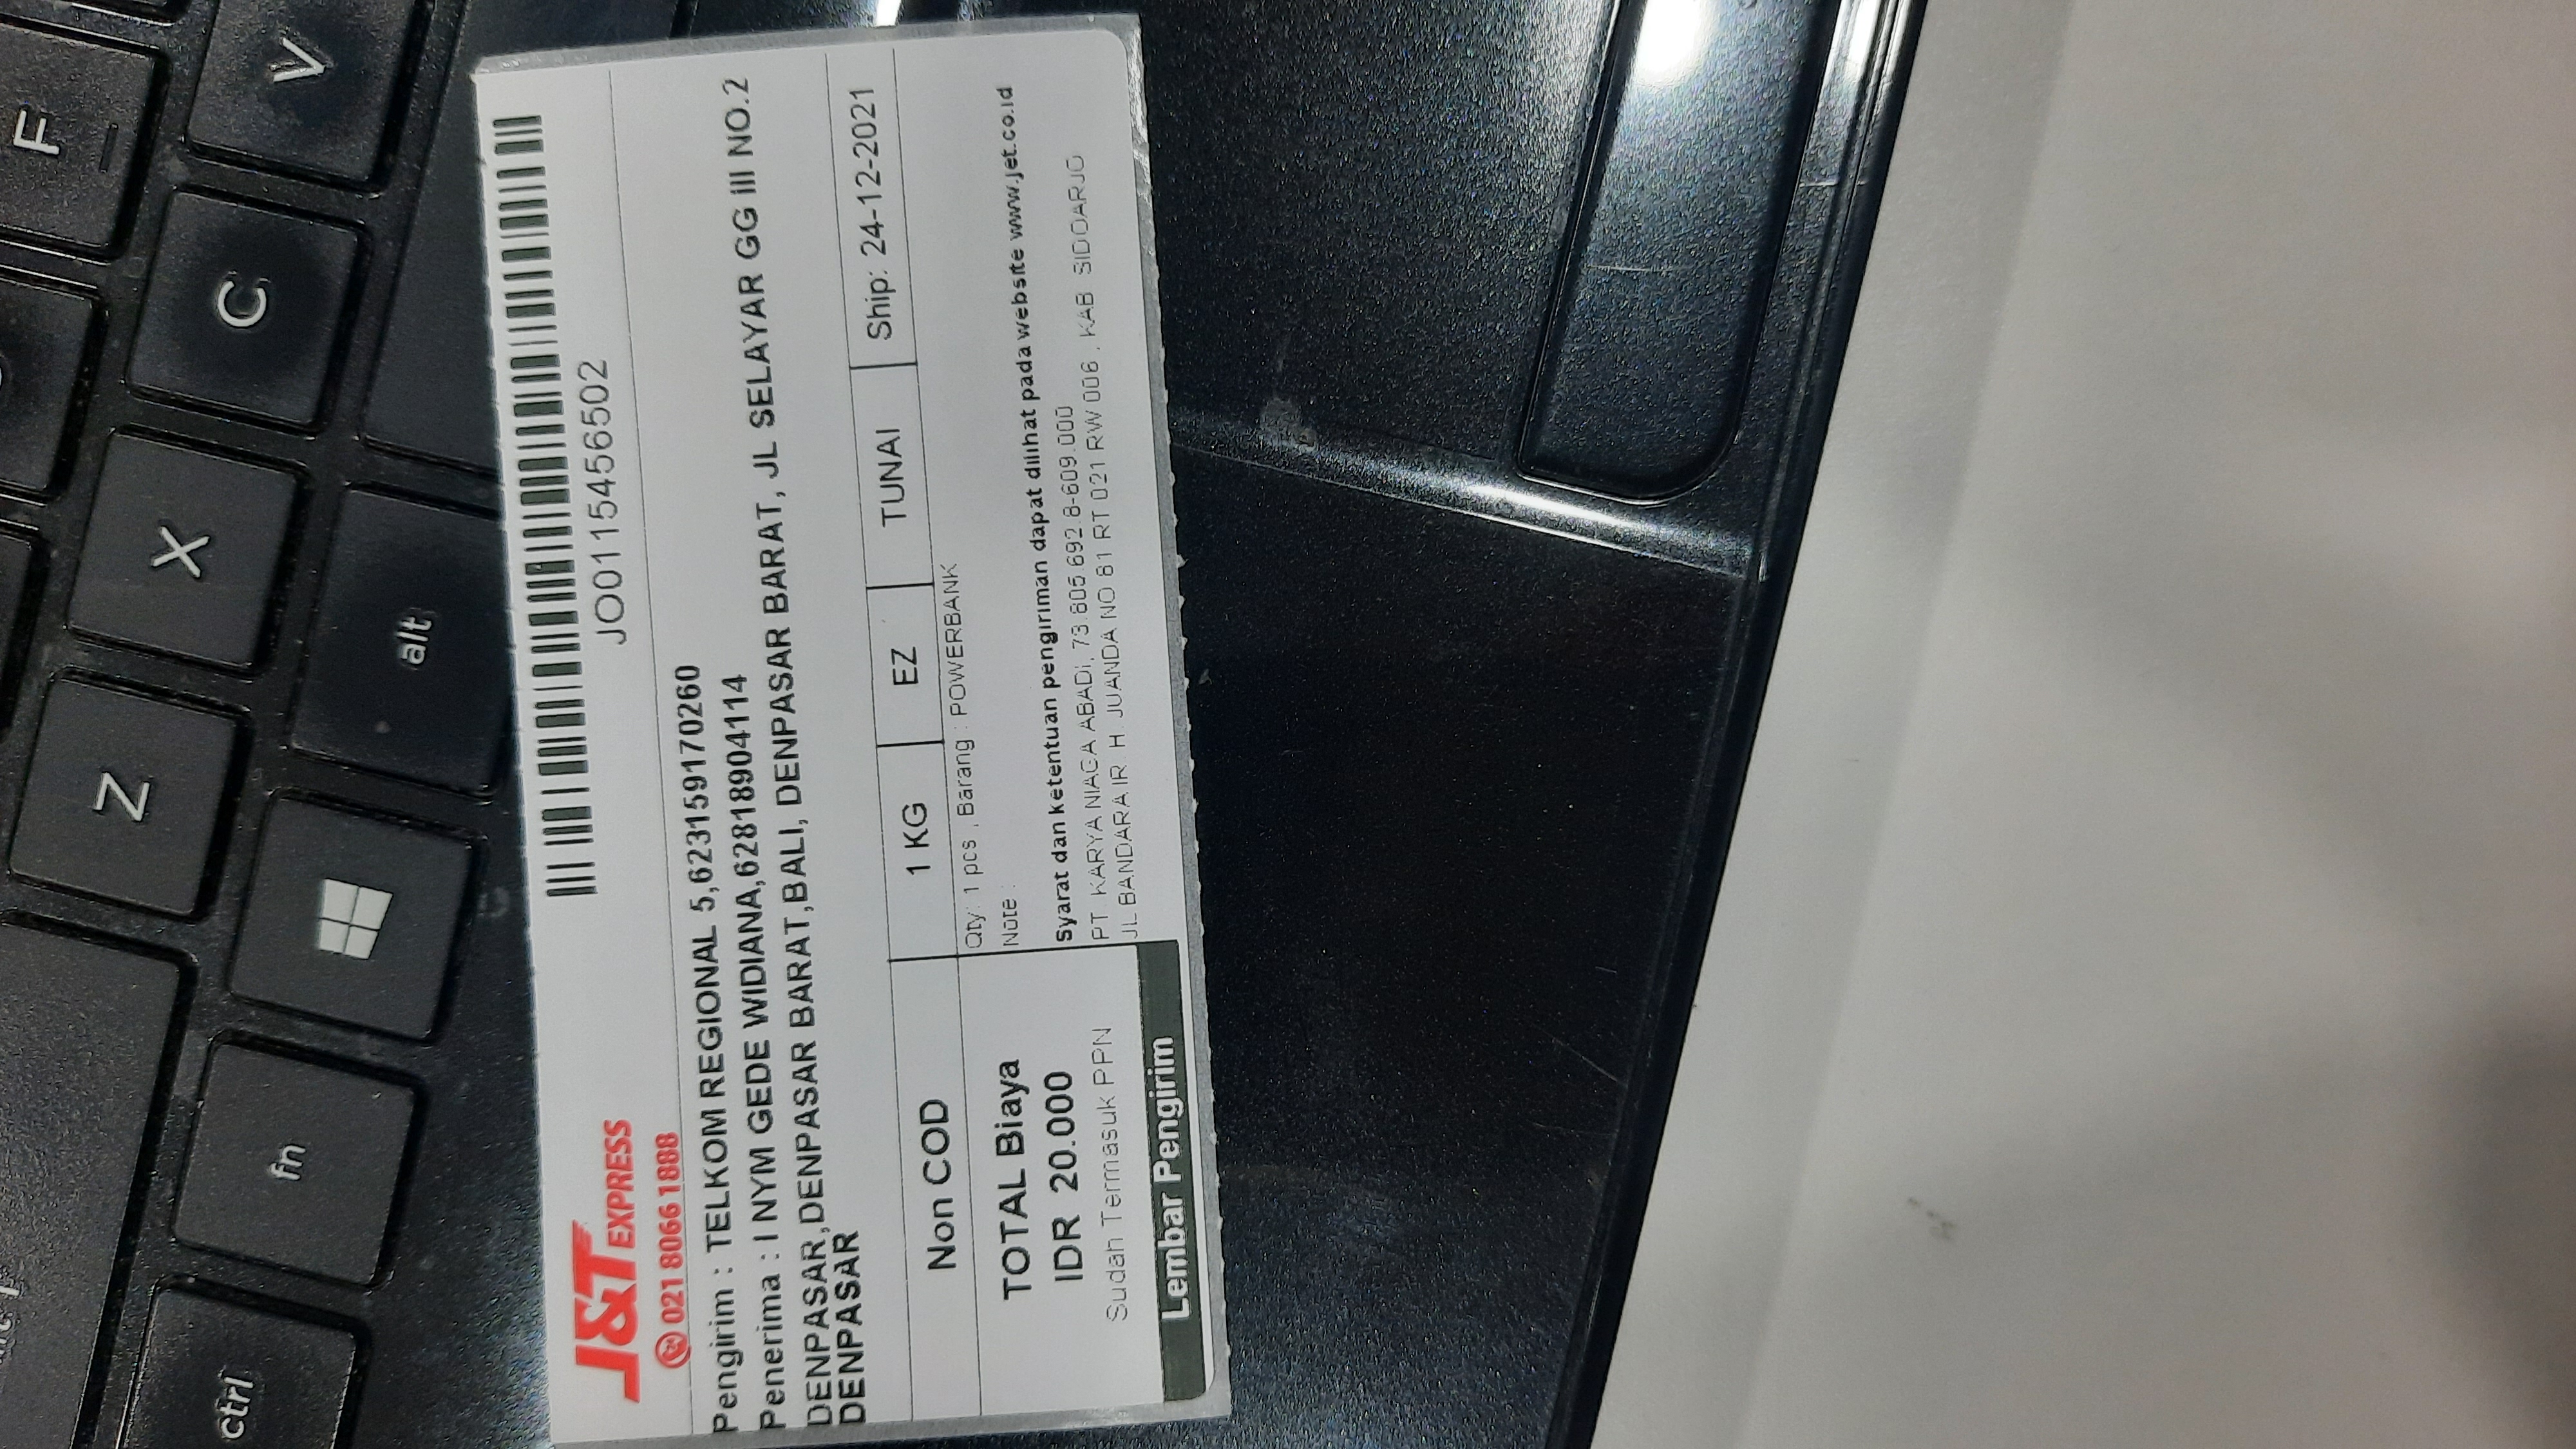 F
Z
X
C
V
ctrl
fn
alt
J&T EXPRESS
021 8066 1888
JO0115456502
Pengirim : TELKOM REGIONAL 5,623159170260
Penerima : I NYM GEDE WIDIANA,62818904114
DENPASAR,DENPASAR BARAT,BALI, DENPASAR BARAT, JL SELAYAR GG iII NO.2
DENPASAR
Non COD
1 KG
EZ
TUNAI
Ship: 24-12-2021
TOTAL Biaya
IDR 20.000
Sudah Termasuk PPN
Lembar Pengirim
Qty: 1 pcs , Barang : POWERBANK
Note :
Syarat dan ketentuan pengiriman dapat dilihat pada website www.jet.co.id
PT. KARYA NIAGA ABADI, 73.805.692.8-609.000
JL BANDARA IR. H. JUANDA NO 81 RT 021 RW 006 , KAB. SIDOARJO